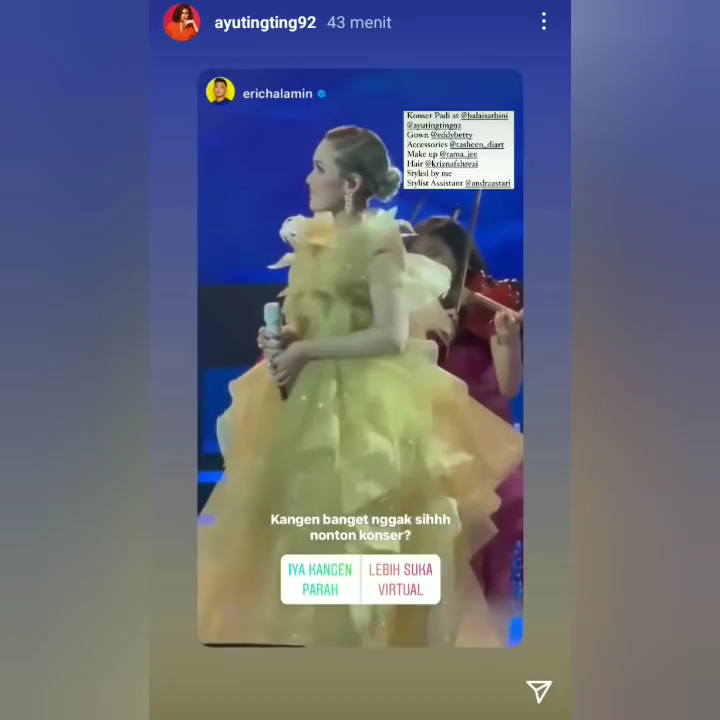 ayutingting92 43 menit
erichalamin
Konser Padi at @balaisarbini
@ayutingting92
Gown @eddybetty
Accessories @tasheen_diart
Make up @rama_jee
Hair @kriznafahrezi
Styled by me
Stylist Assistant @andraastari
Kangen banget nggak sihhh
nonton konser?
IYA KANGEN
PARAH
LEBIH SUKA
VIRTUAL